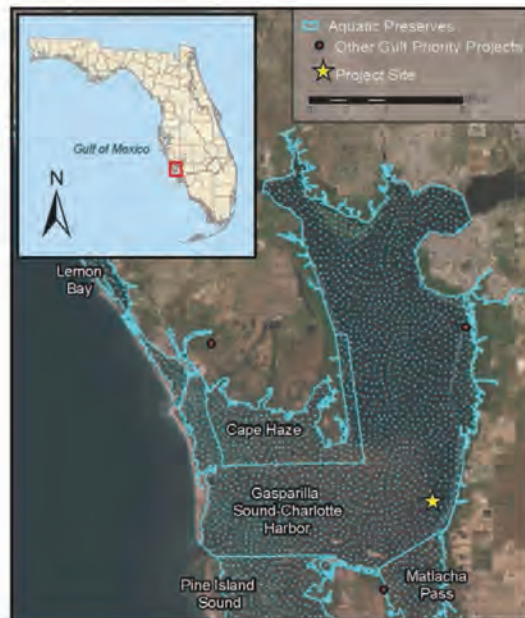 Aquatic Preserves
Other Gulf Priority Projects
Project Site
Gulf of Mexico
N
Lemon
Bay
Cape Haze
Gasparilla
Sound-Charlotte
Harbor
Pine Island
Sound
Matlacha
Pass